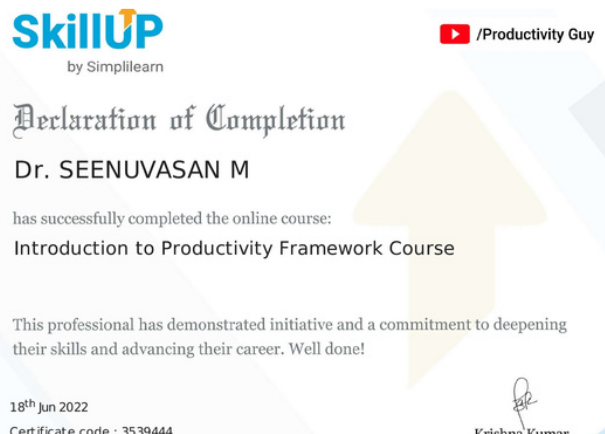 SkillUP
by Simplilearn
/Productivity Guy
Declaration of Completion
Dr. SEENUVASAN M
has successfully completed the online course:
Introduction to Productivity Framework Course
This professional has demonstrated initiative and a commitment to deepening
their skills and advancing their career. Well done!
18th Jun 2022
Certificate code : 3539444
Krishna Kumar